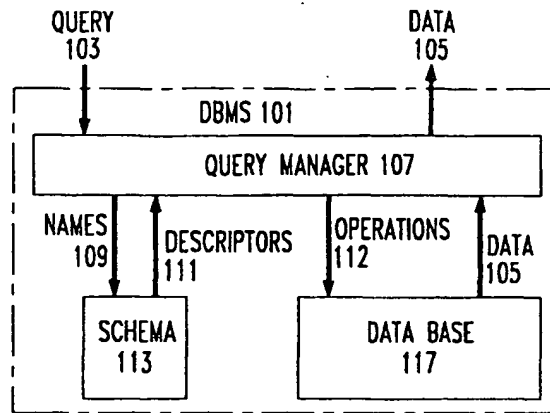 QUERY
103
DATA
105
DBMS 101
QUERY MANAGER 107
NAMES
109
DESCRIPTORS
111
OPERATIONS
112
DATA
105
SCHEMA
113
DATA BASE
117